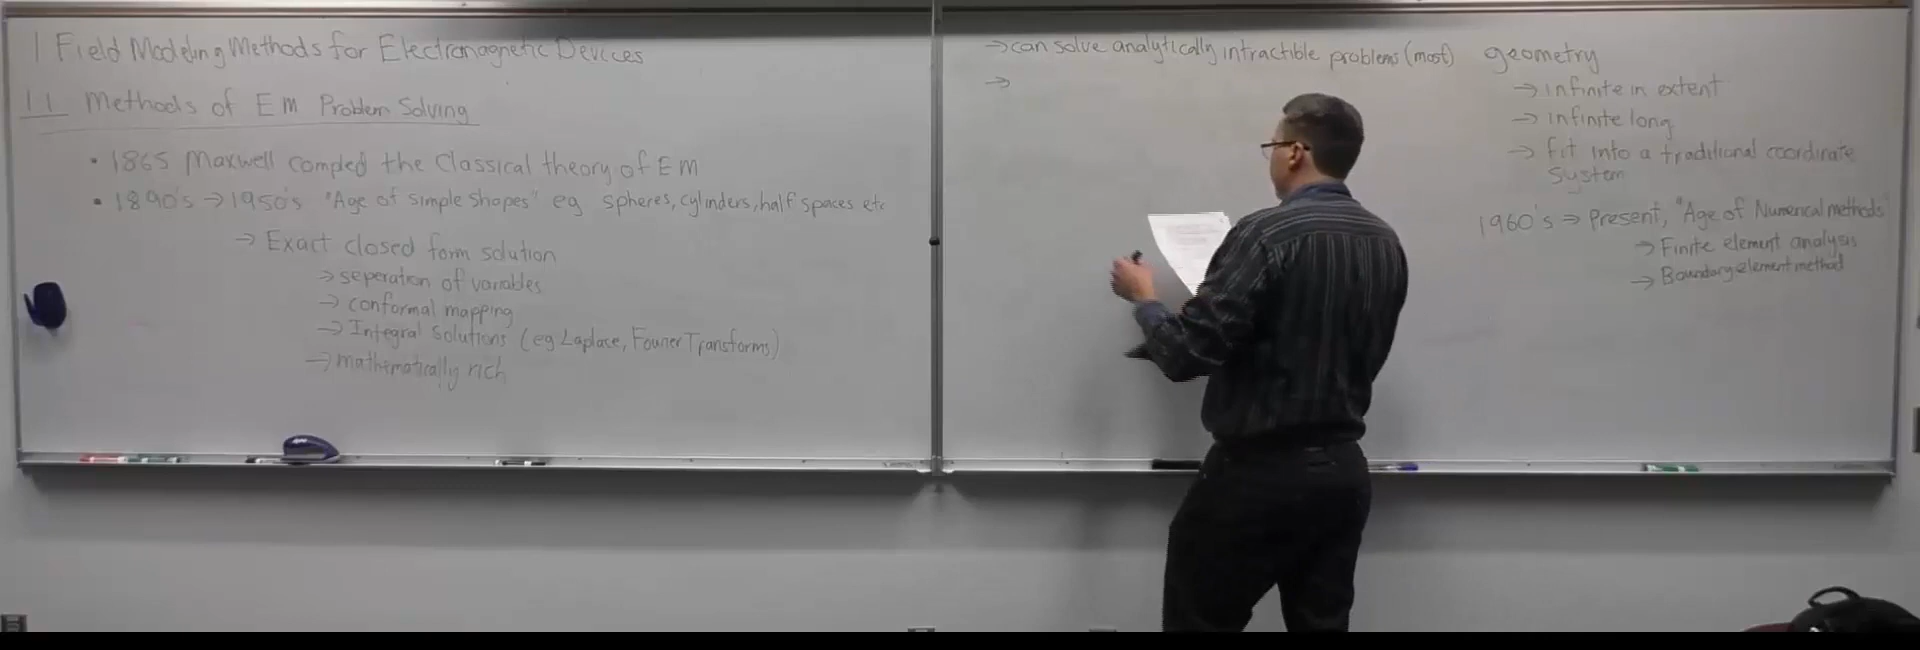 1 Field Modeling Methods for Electromagnetic Devices
1.1 Methods of EM Problem Solving
• 1865 Maxwell compled the Classical theory of EM
• 1890's → 1950's "Age of simple shapes" eg spheres, cylinders, half spaces etc
→ Exact closed form solution
→ seperation of variables
→ conformal mapping
→ Integral Solutions (eg Laplace, Fourier Transforms)
→ mathematically rich
→ can solve analytically intractible problems (most)
→
geometry
→ infinite in extent
→ infinite long
→ fit into a traditional coordinate
system
1960's ⇒ Present, "Age of Numerical methods"
→ Finite element analysis
→ Boundary element method